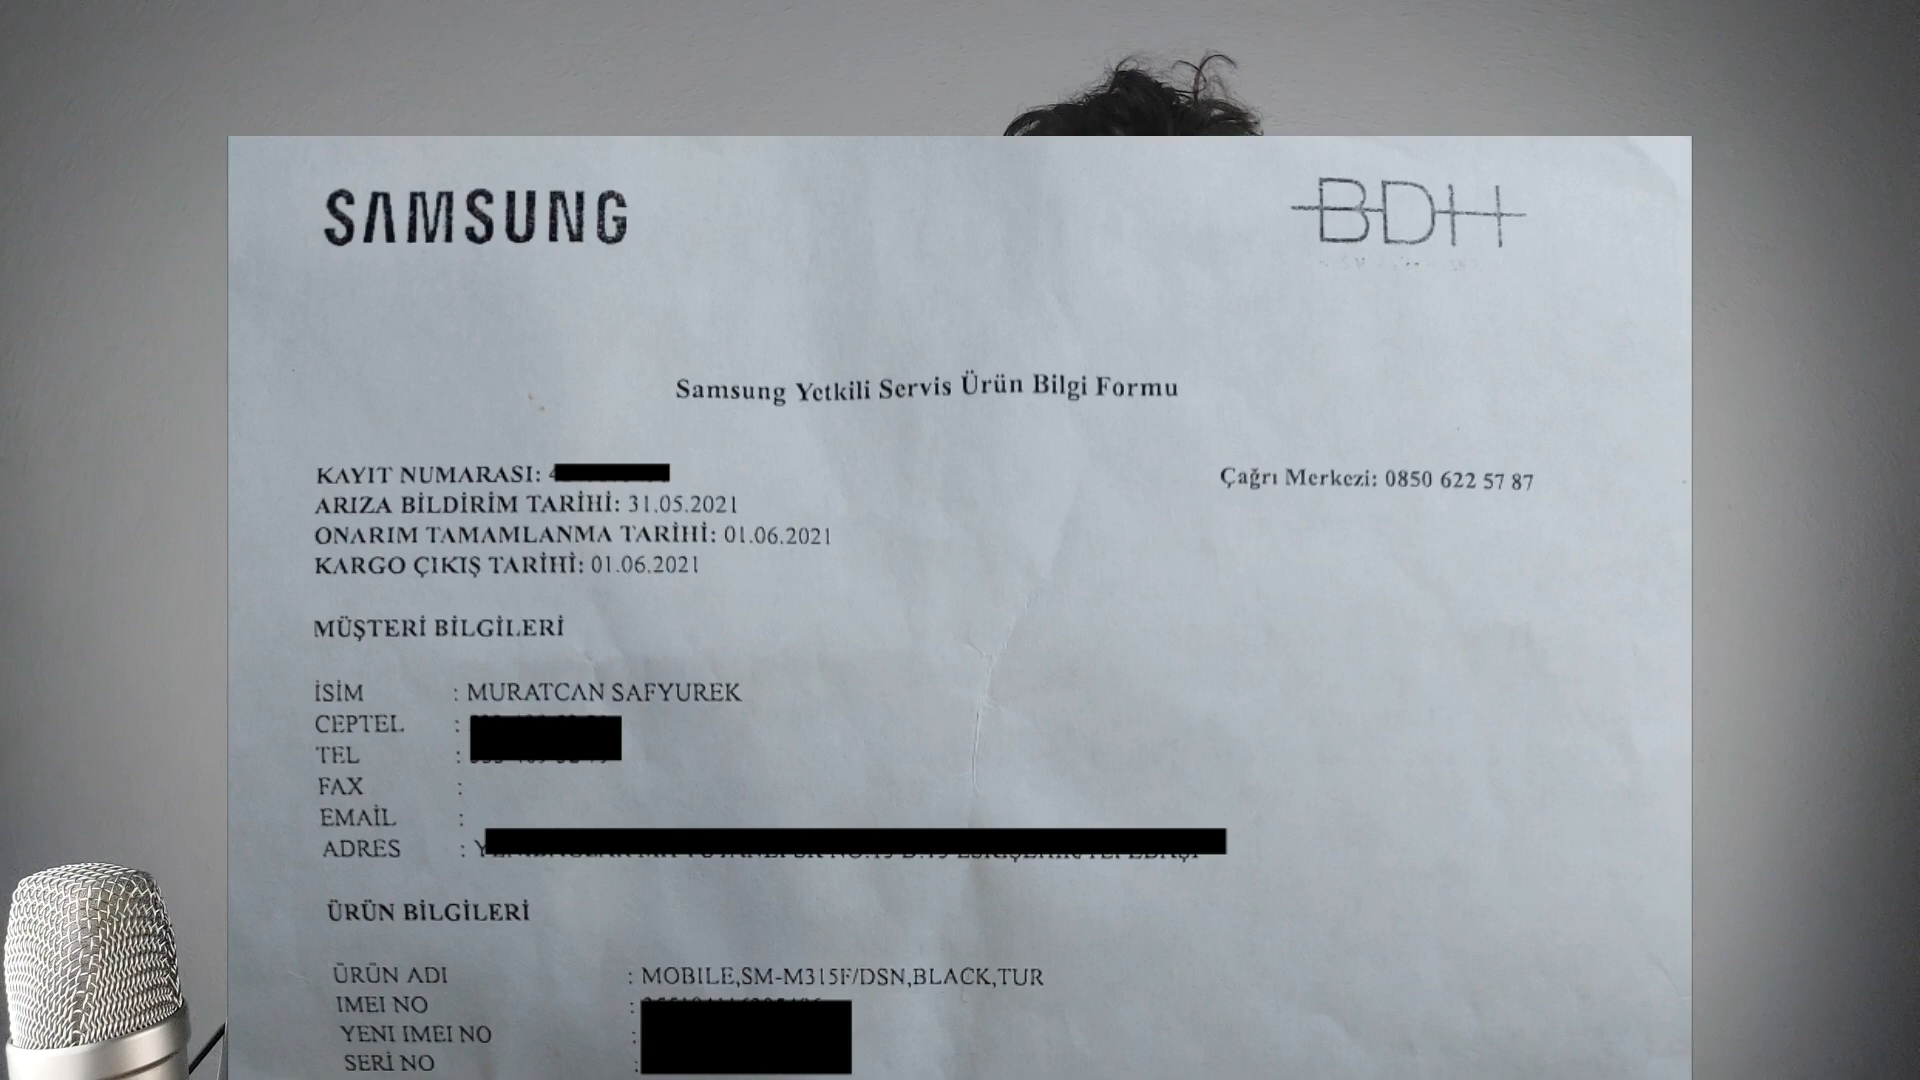 SAMSUNG
BDH
Samsung Yetkili Servis Ürün Bilgi Formu
KAYIT NUMARASI:
Çağrı Merkezi: 0850 622 57 87
ARIZA BİLDİRİM TARİHİ: 31.05.2021
ONARIM TAMAMLANMA TARİHİ: 01.06.2021
KARGO ÇIKIŞ TARİHİ: 01.06.2021
MÜŞTERİ BİLGİLERİ
İSİM : MURATCAN SAFYUREK
CEPTEL :
TEL :
FAX :
EMAİL :
ADRES :
ÜRÜN BİLGİLERİ
ÜRÜN ADI : MOBILE,SM-M315F/DSN,BLACK,TUR
IMEI NO :
YENI IMEI NO :
SERİ NO :